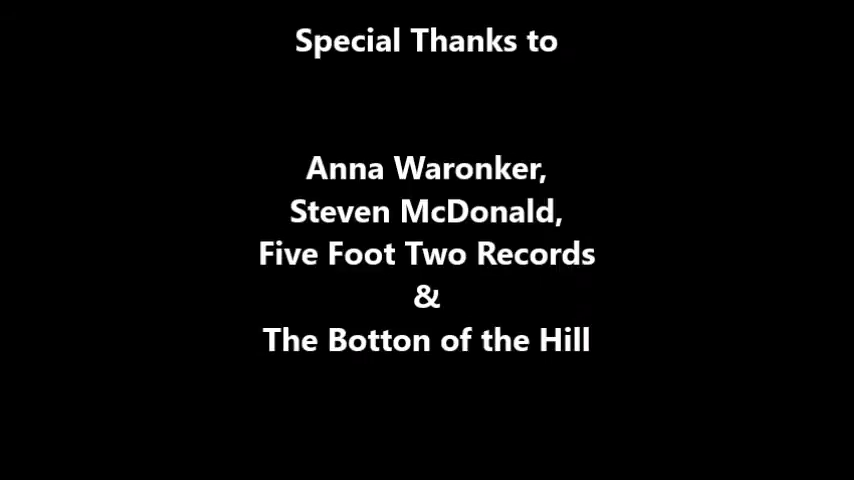 Special Thanks to
Anna Waronker,
Steven McDonald,
Five Foot Two Records
&
The Botton of the Hill